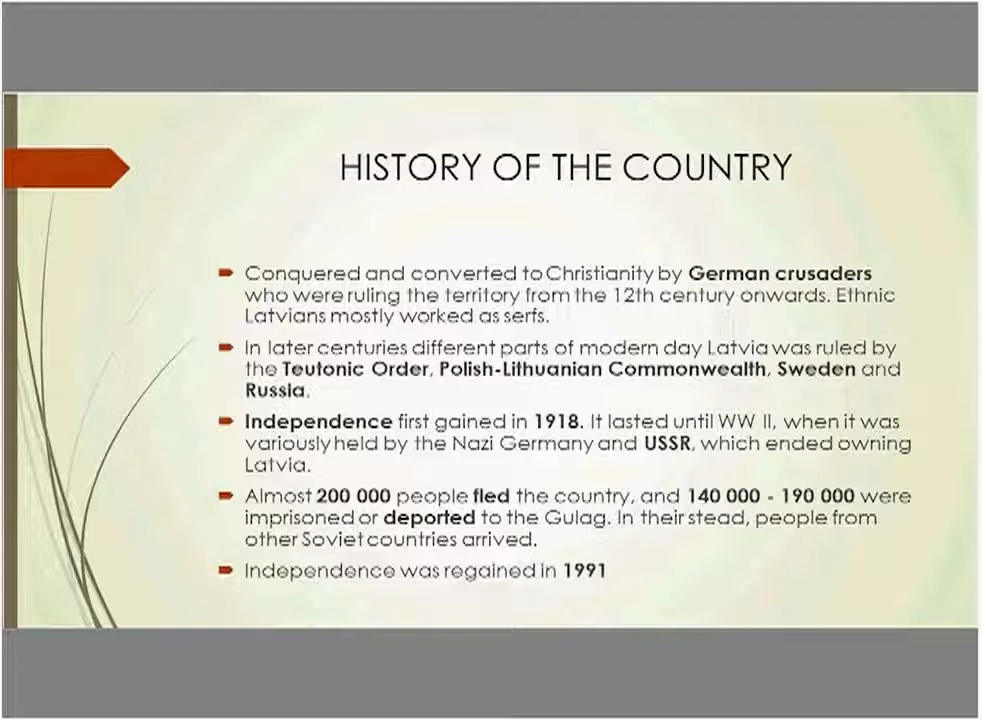 HISTORY OF THE COUNTRY
Conquered and converted to Christianity by German crusaders
who were ruling the territory from the 12th century onwards. Ethnic
Latvians mostly worked as serfs.
In later centuries different parts of modern day Latvia was ruled by
the Teutonic Order, Polish-Lithuanian Commonwealth, Sweden and
Russia.
Independence first gained in 1918. It lasted until WW II, when it was
variously held by the Nazi Germany and USSR, which ended owning
Latvia.
Almost 200 000 people fled the country, and 140 000 - 190 000 were
imprisoned or deported to the Gulag. In their stead, people from
other Soviet countries arrived.
Independence was regained in 1991